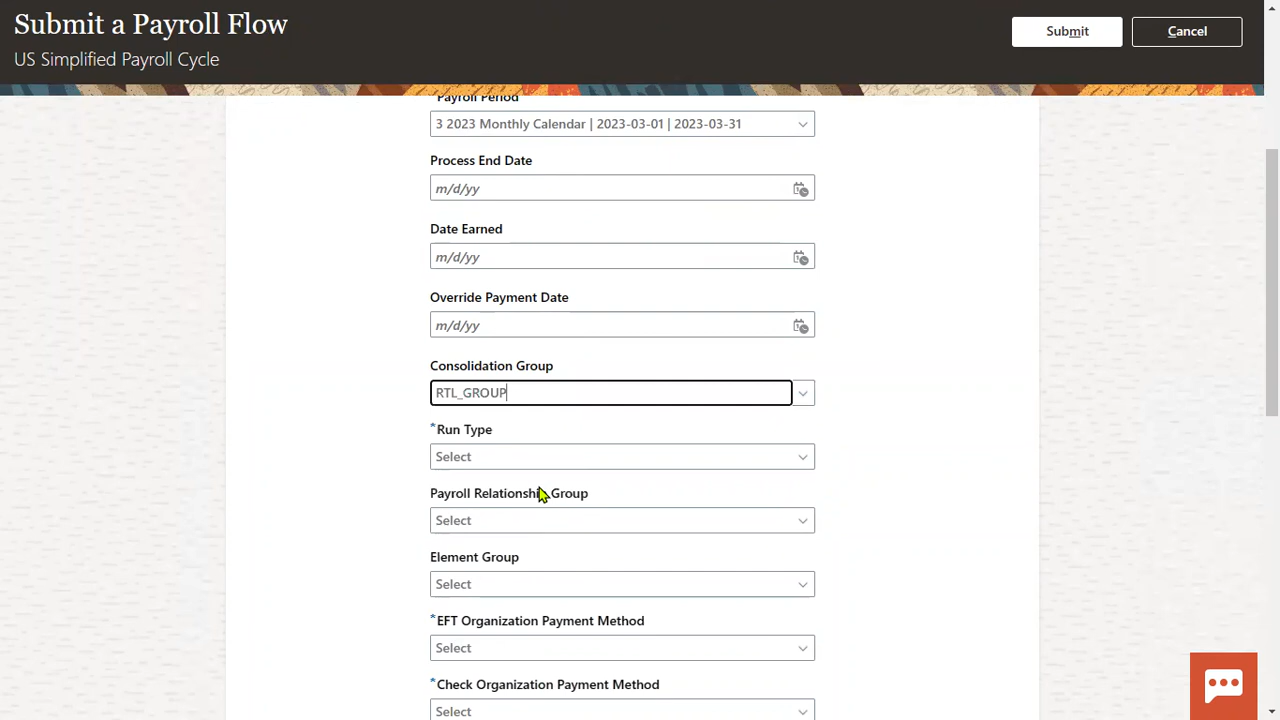 Submit a Payroll Flow
Submit
Cancel
US Simplified Payroll Cycle
Payroll Period
3 2023 Monthly Calendar | 2023-03-01 | 2023-03-31
Process End Date
m/d/yy
Date Earned
m/d/yy
Override Payment Date
m/d/yy
Consolidation Group
RTL_GROUP
*Run Type
Select
Payroll Relationship Group
Select
Element Group
Select
*EFT Organization Payment Method
Select
*Check Organization Payment Method
Select